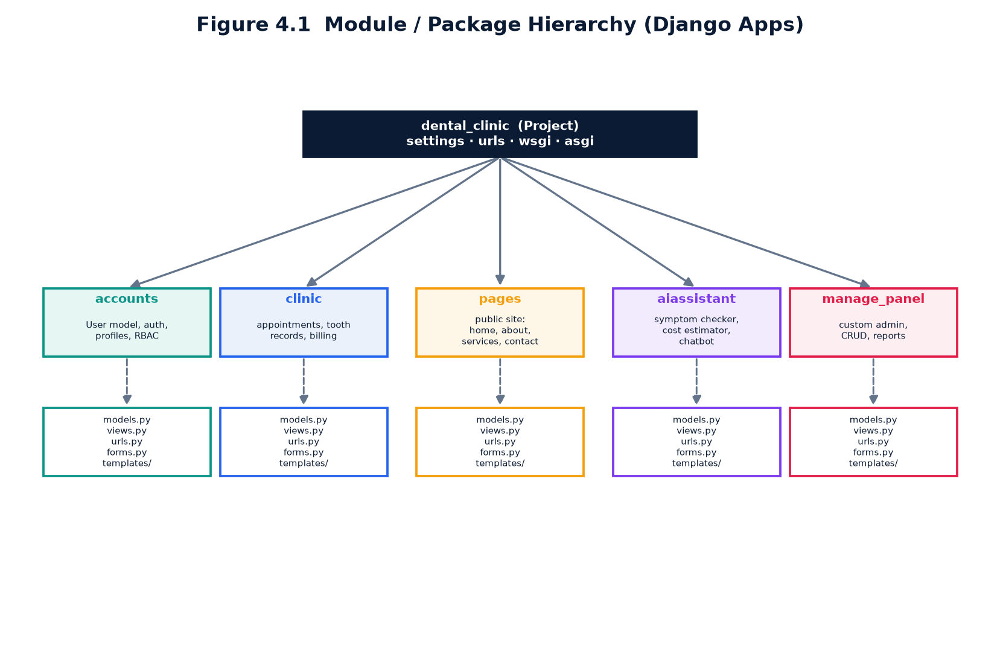 Figure 4.1  Module / Package Hierarchy (Django Apps)
dental_clinic  (Project)
settings · urls · wsgi · asgi
accounts
User model, auth,
profiles, RBAC
clinic
appointments, tooth
records, billing
pages
public site:
home, about,
services, contact
aiassistant
symptom checker,
cost estimator,
chatbot
manage_panel
custom admin,
CRUD, reports
models.py
views.py
urls.py
forms.py
templates/
models.py
views.py
urls.py
forms.py
templates/
models.py
views.py
urls.py
forms.py
templates/
models.py
views.py
urls.py
forms.py
templates/
models.py
views.py
urls.py
forms.py
templates/